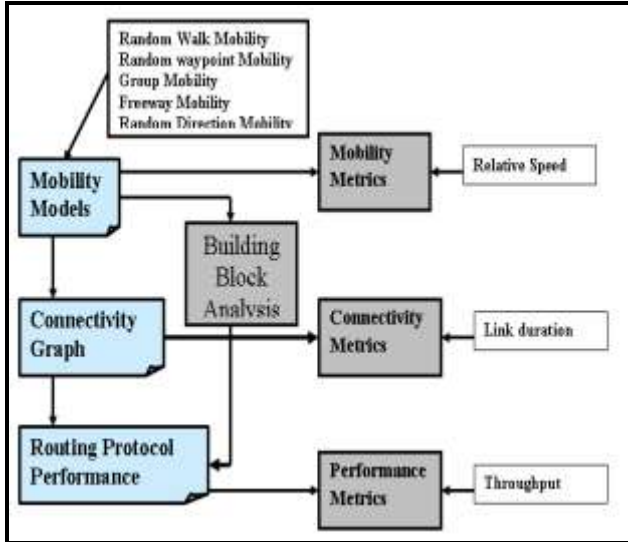 Random Walk Mobility
Random waypoint Mobility
Group Mobility
Freeway Mobility
Random Direction Mobility
Mobility
Models
Mobility
Metrics
Relative Speed
Building
Block
Analysis
Connectivity
Graph
Connectivity
Metrics
Link duration
Routing Protocol
Performance
Performance
Metrics
Throughput